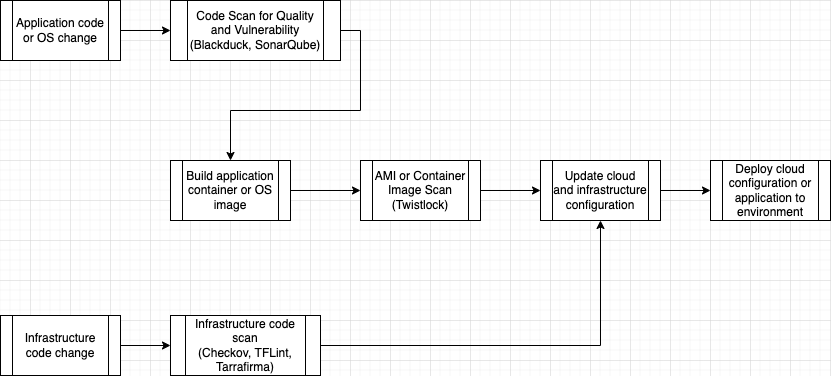 Application code
or OS change
Code Scan for Quality
and Vulnerability
(Blackduck, SonarQube)
Build application
container or OS
image
AMI or Container
Image Scan
(Twistlock)
Update cloud
and infrastructure
configuration
Deploy cloud
configuration or
application to
environment
Infrastructure
code change
Infrastructure code
scan
(Checkov, TFLint,
Tarrafirma)